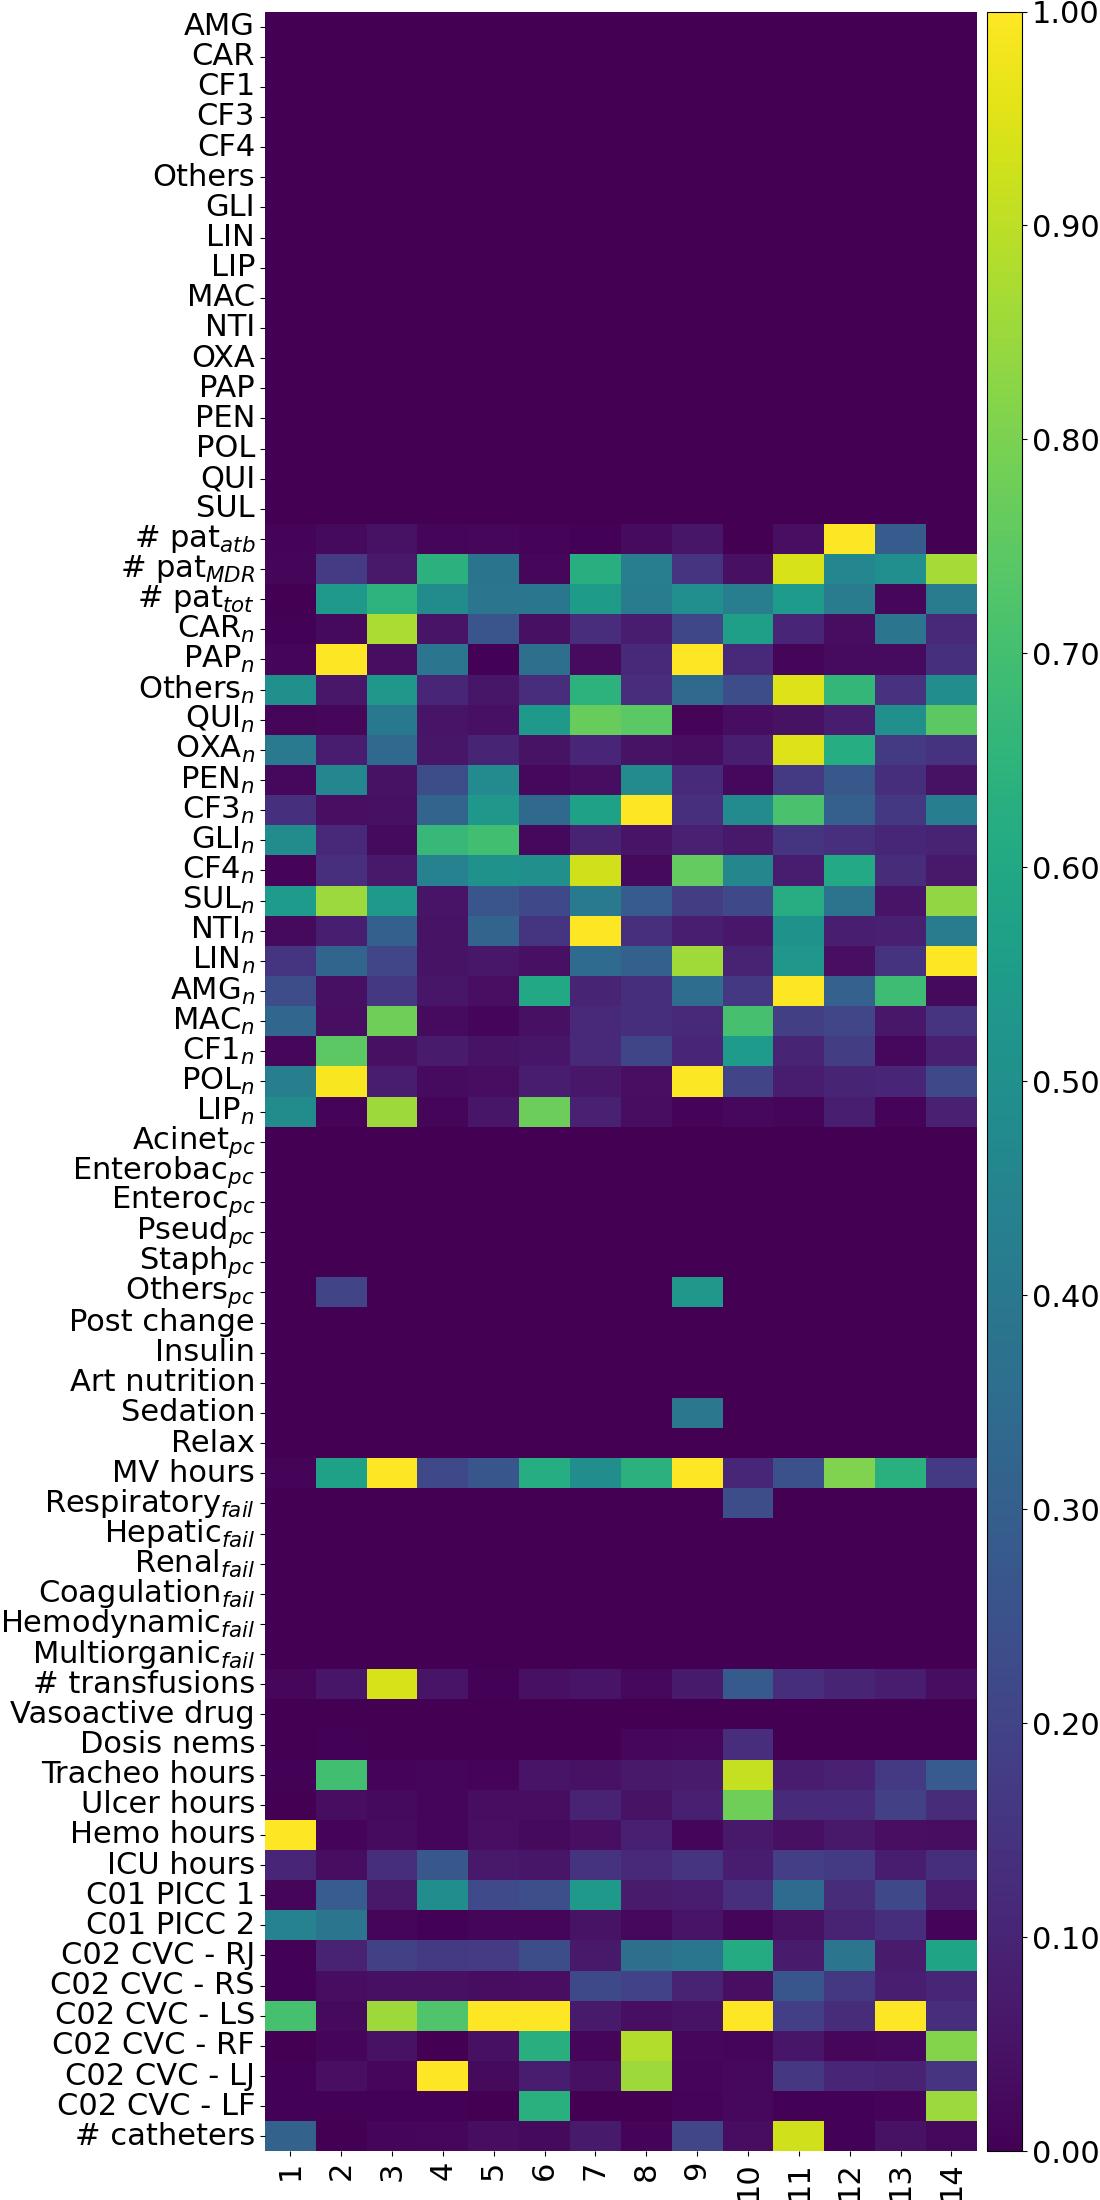 AMG
CAR
CF1
CF3
CF4
Others
GLI
LIN
LIP
MAC
NTI
OXA
PAP
PEN
POL
QUI
SUL
# pat_atb
# pat_MDR
# pat_tot
CAR_n
PAP_n
Others_n
QUI_n
OXA_n
PEN_n
CF3_n
GLI_n
CF4_n
SUL_n
NTI_n
LIN_n
AMG_n
MAC_n
CF1_n
POL_n
LIP_n
Acinet_pc
Enterobac_pc
Enteroc_pc
Pseud_pc
Staph_pc
Others_pc
Post change
Insulin
Art nutrition
Sedation
Relax
MV hours
Respiratory_fail
Hepatic_fail
Renal_fail
Coagulation_fail
Hemodynamic_fail
Multiorganic_fail
# transfusions
Vasoactive drug
Dosis nems
Tracheo hours
Ulcer hours
Hemo hours
ICU hours
C01 PICC 1
C01 PICC 2
C02 CVC - RJ
C02 CVC - RS
C02 CVC - LS
C02 CVC - RF
C02 CVC - LJ
C02 CVC - LF
# catheters
1 2 3 4 5 6 7 8 9 10 11 12 13 14
1.00
0.90
0.80
0.70
0.60
0.50
0.40
0.30
0.20
0.10
0.00